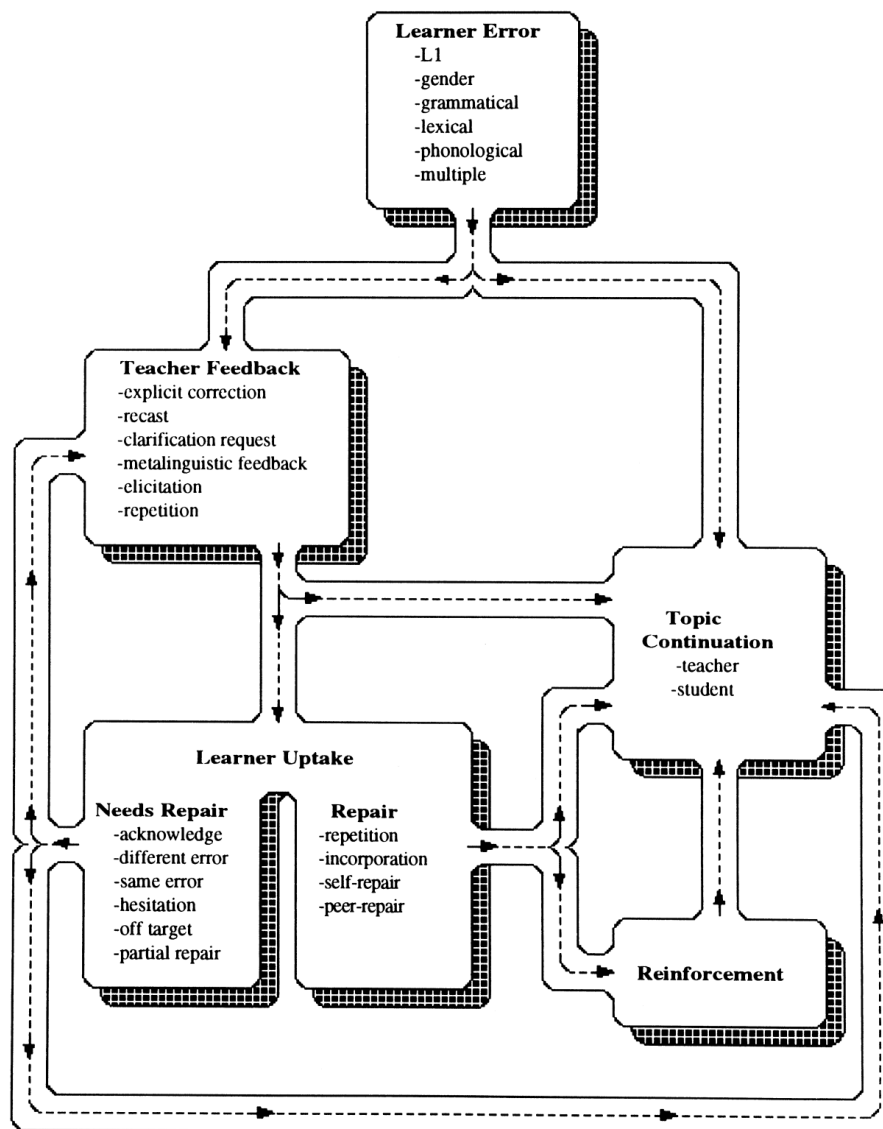 Learner Error
-L1
-gender
-grammatical
-lexical
-phonological
-multiple
Teacher Feedback
-explicit correction
-recast
-clarification request
-metalinguistic feedback
-elicitation
-repetition
Topic
Continuation
-teacher
-student
Learner Uptake
Needs Repair
-acknowledge
-different error
-same error
-hesitation
-off target
-partial repair
Repair
-repetition
-incorporation
-self-repair
-peer-repair
Reinforcement